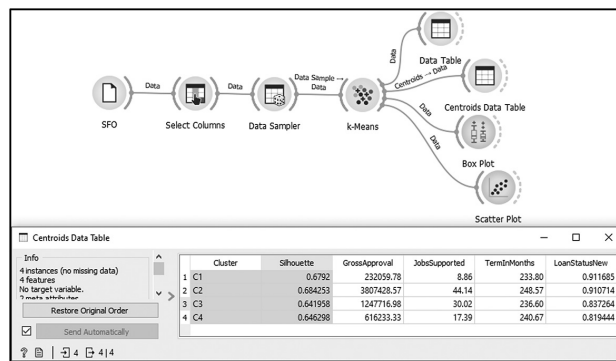 Data
Data
Data Sample → Data
Data
Centroids → Data
Data
Data
SFO
Select Columns
Data Sampler
k-Means
Data Table
Centroids Data Table
Box Plot
Scatter Plot
Centroids Data Table
Info
4 instances (no missing data)
4 features
No target variable.
2 meta attributes
Restore Original Order
Send Automatically
4 4|4
Cluster Silhouette GrossApproval JobsSupported TermInMonths LoanStatusNew
1 C1 0.6792 232059.78 8.86 233.80 0.911685
2 C2 0.684253 3807428.57 44.14 248.57 0.910714
3 C3 0.641958 1247716.98 30.02 236.60 0.837264
4 C4 0.646298 616233.33 17.39 240.67 0.819444